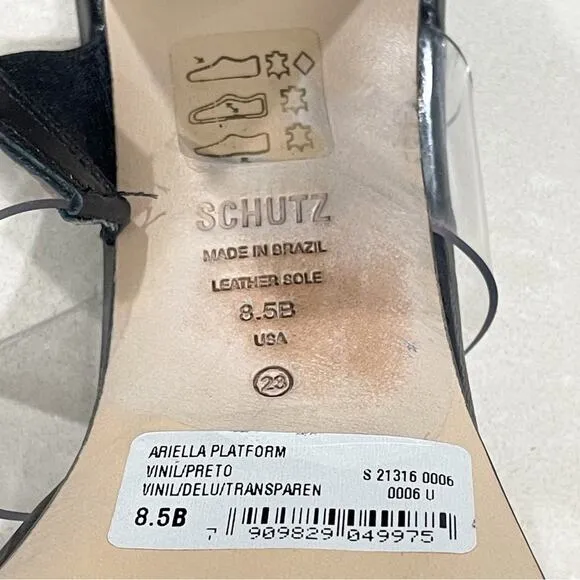 SCHUTZ
MADE IN BRAZIL
LEATHER SOLE
8.5B
USA
23
ARIELLA PLATFORM
VINIL/PRETO
VINIL/DELU/TRANSPAREN
S 21316 0006
0006 U
8.5B
7 909829 049975